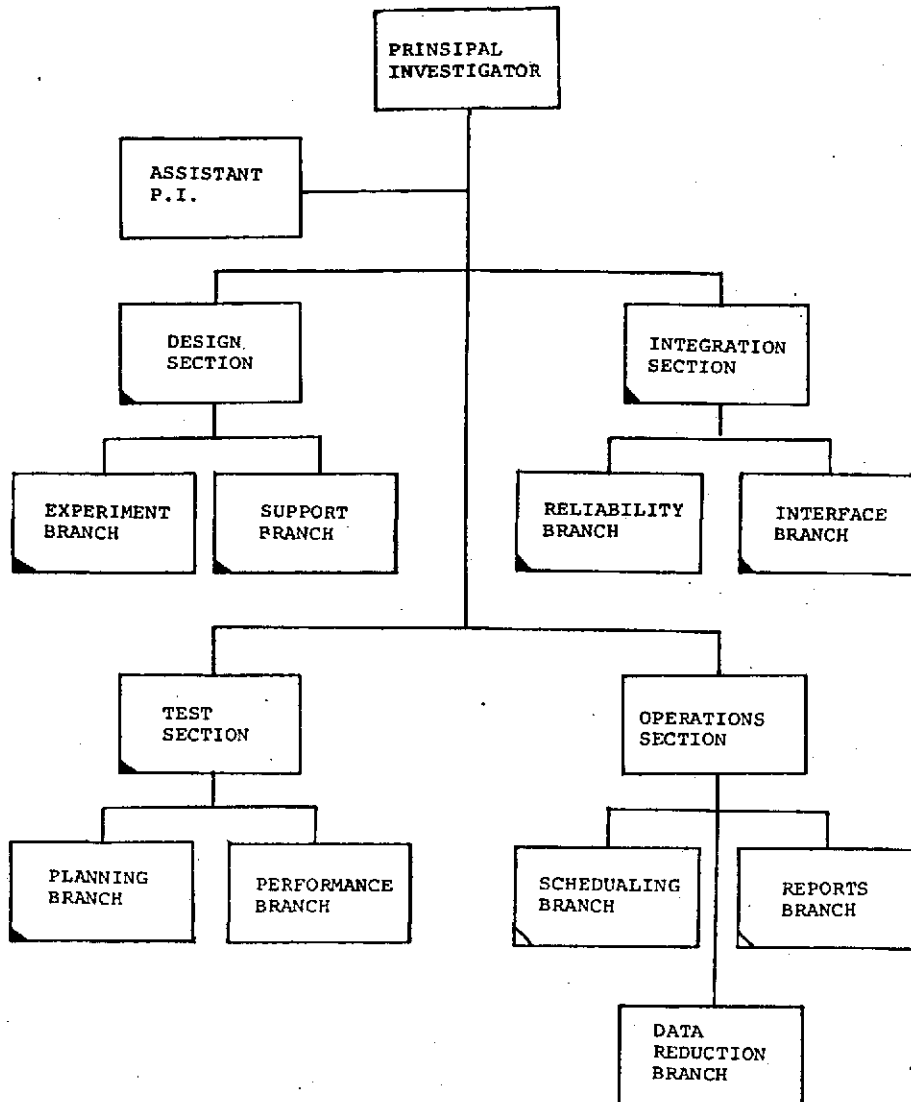 PRINSIPAL
INVESTIGATOR
ASSISTANT
P.I.
DESIGN
SECTION
INTEGRATION
SECTION
EXPERIMENT
BRANCH
SUPPORT
BRANCH
RELIABILITY
BRANCH
INTERFACE
BRANCH
TEST
SECTION
OPERATIONS
SECTION
PLANNING
BRANCH
PERFORMANCE
BRANCH
SCHEDUALING
BRANCH
REPORTS
BRANCH
DATA
REDUCTION
BRANCH